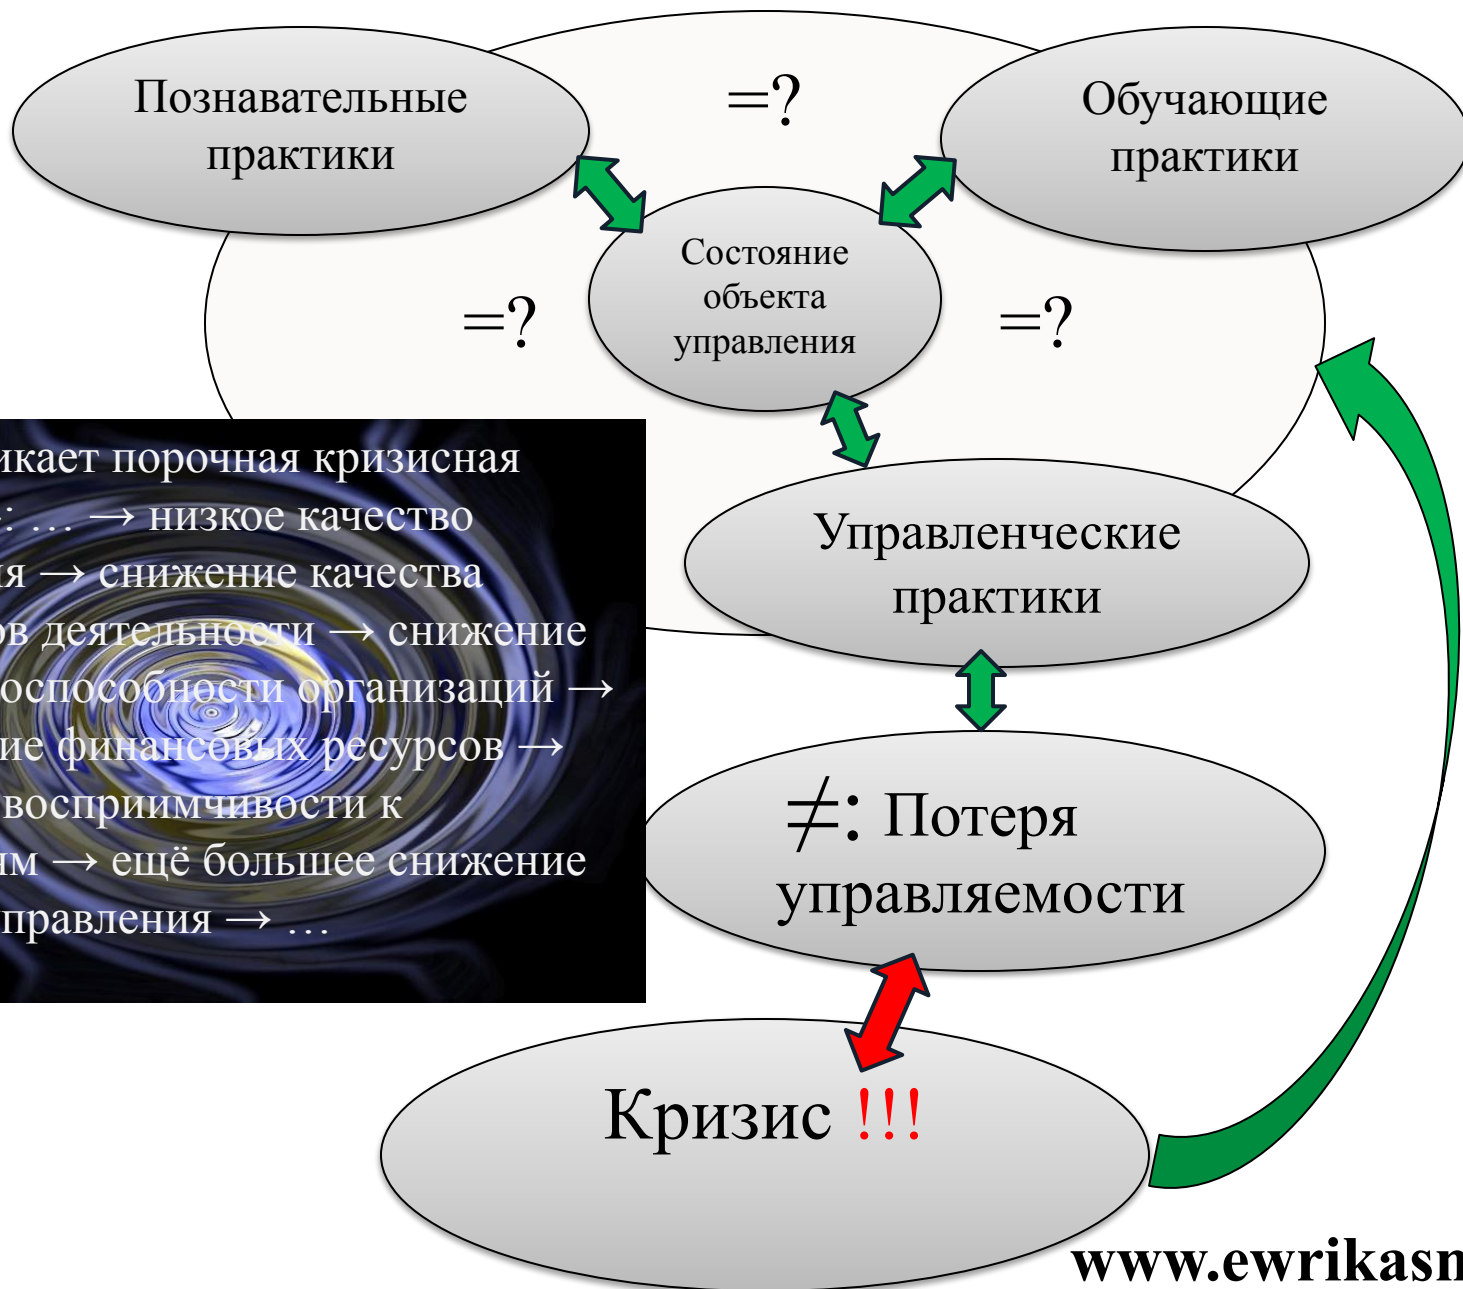 Познавательные
практики
=?
Обучающие
практики
Состояние
объекта
управления
=?
=?
Управленческие
практики
икает порочная кризисная
: … → низкое качество
ия → снижение качества
ов деятельности → снижение
оспособности организаций →
ие финансовых ресурсов →
восприимчивости к
ям → ещё большее снижение
правления → …
≠: Потеря
управляемости
Кризис !!!
www.ewrikasn